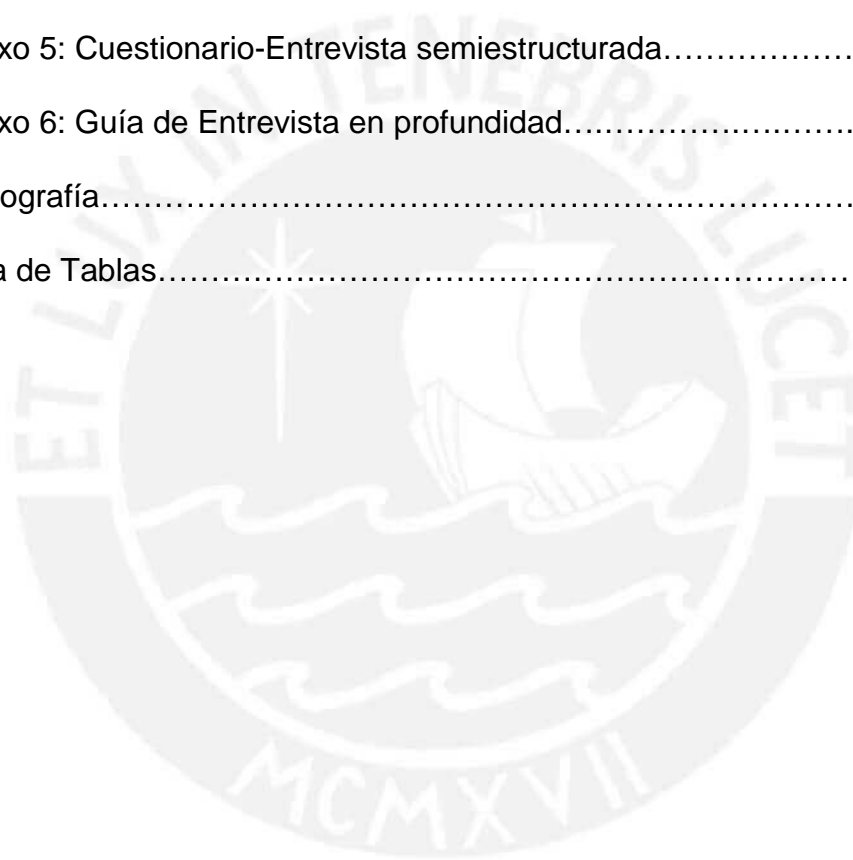 xo 5: Cuestionario-Entrevista semiestructurada…………………
xo 6: Guía de Entrevista en profundidad….………….….……..
ografía……………………………………………….………………
a de Tablas……….…………………………………………………
ET LUX IN TENEBRIS LUCET
MCMXVII